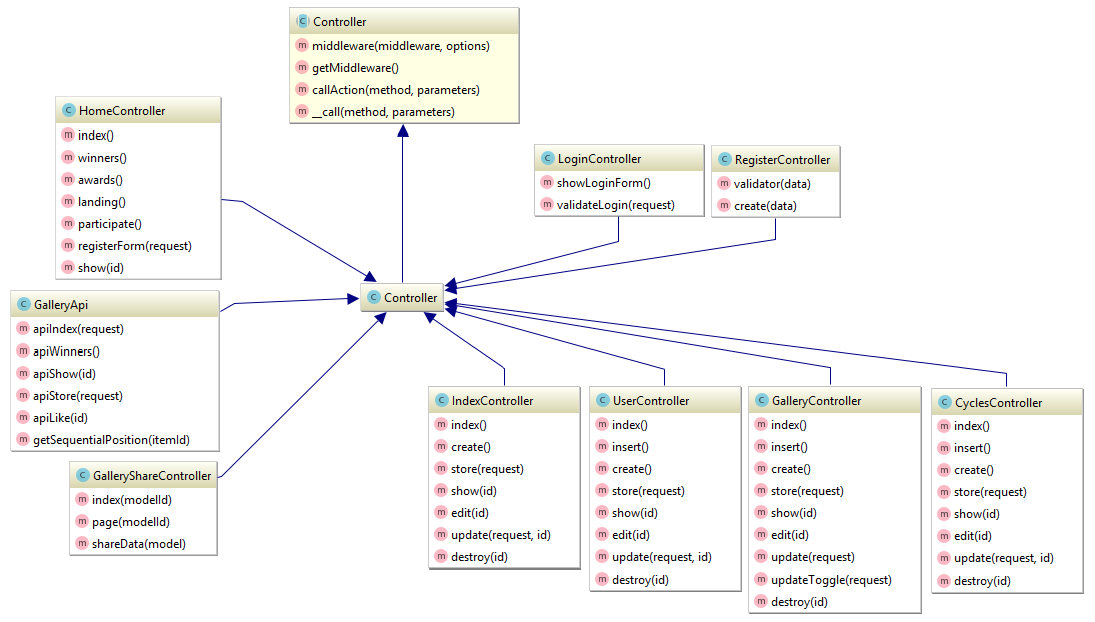 Controller
middleware(middleware, options)
getMiddleware()
callAction(method, parameters)
__call(method, parameters)
HomeController
index()
winners()
awards()
landing()
participate()
registerForm(request)
show(id)
LoginController
showLoginForm()
validateLogin(request)
RegisterController
validator(data)
create(data)
Controller
GalleryApi
apiIndex(request)
apiWinners()
apiShow(id)
apiStore(request)
apiLike(id)
getSequentialPosition(itemId)
GalleryShareController
index(modelId)
page(modelId)
shareData(model)
IndexController
index()
create()
store(request)
show(id)
edit(id)
update(request, id)
destroy(id)
UserController
index()
insert()
create()
store(request)
show(id)
edit(id)
update(request, id)
destroy(id)
GalleryController
index()
insert()
create()
store(request)
show(id)
edit(id)
update(request)
updateToggle(request)
destroy(id)
CyclesController
index()
insert()
create()
store(request)
show(id)
edit(id)
update(request, id)
destroy(id)